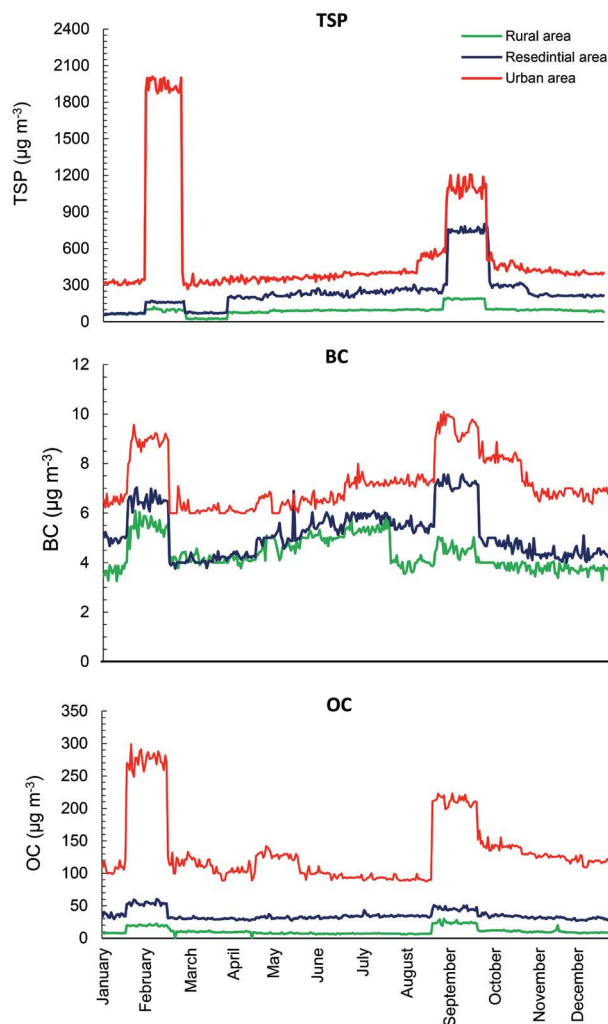 TSP
Rural area
Resedintial area
Urban area
TSP (µg m-3)
2400
2100
1800
1500
1200
900
600
300
0
BC
BC (µg m-3)
12
10
8
6
4
2
0
OC
OC (µg m-3)
350
300
250
200
150
100
50
0
January
February
March
April
May
June
July
August
September
October
November
December